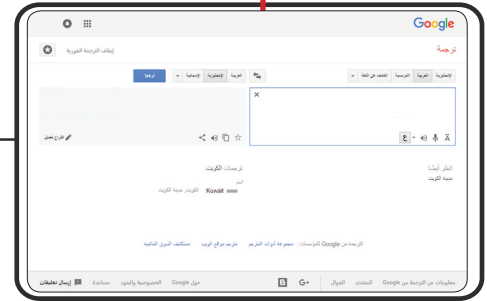 Google
ترجمة
إيقاف الترجمة الفورية
الإنجليزية العربية الفرنسية الكشف عن اللغة
العربية الإنجليزية الإسبانية ترجم
×
ع
اقتراح تعديل
انظر أيضًا
ترجمات الكويت
مدينة الكويت
اسم
Kuwait الكويت, مدينة الكويت
الترجمة من Google للمؤسسات: مجموعة أدوات المترجم مترجم مواقع الويب مستكشف السوق العالمية
معلومات عن الترجمة من Google المنتدى الجوال G+ B حول Google الخصوصية والبنود مساعدة إرسال تعليقات